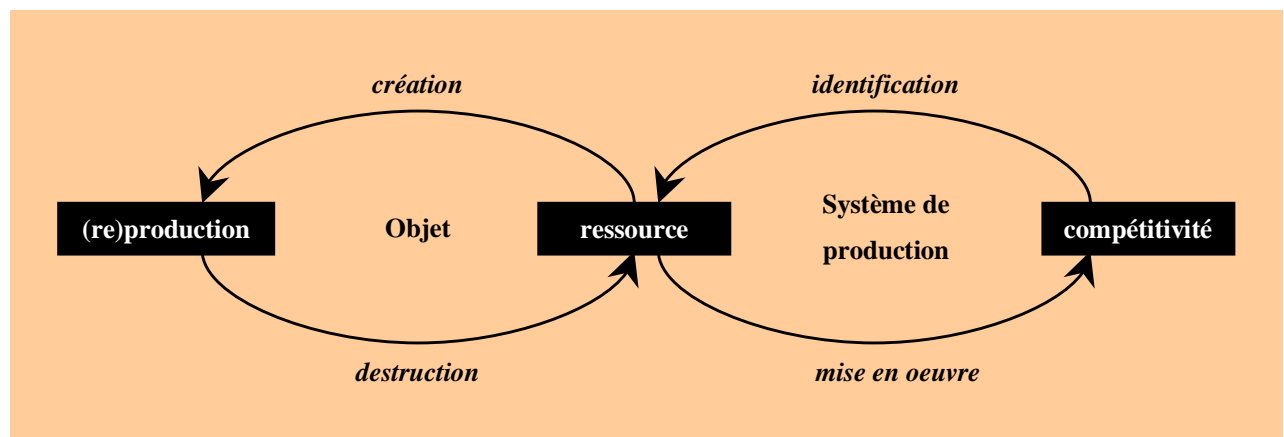 création
identification
(re)production
Objet
ressource
Système de
production
compétitivité
destruction
mise en oeuvre